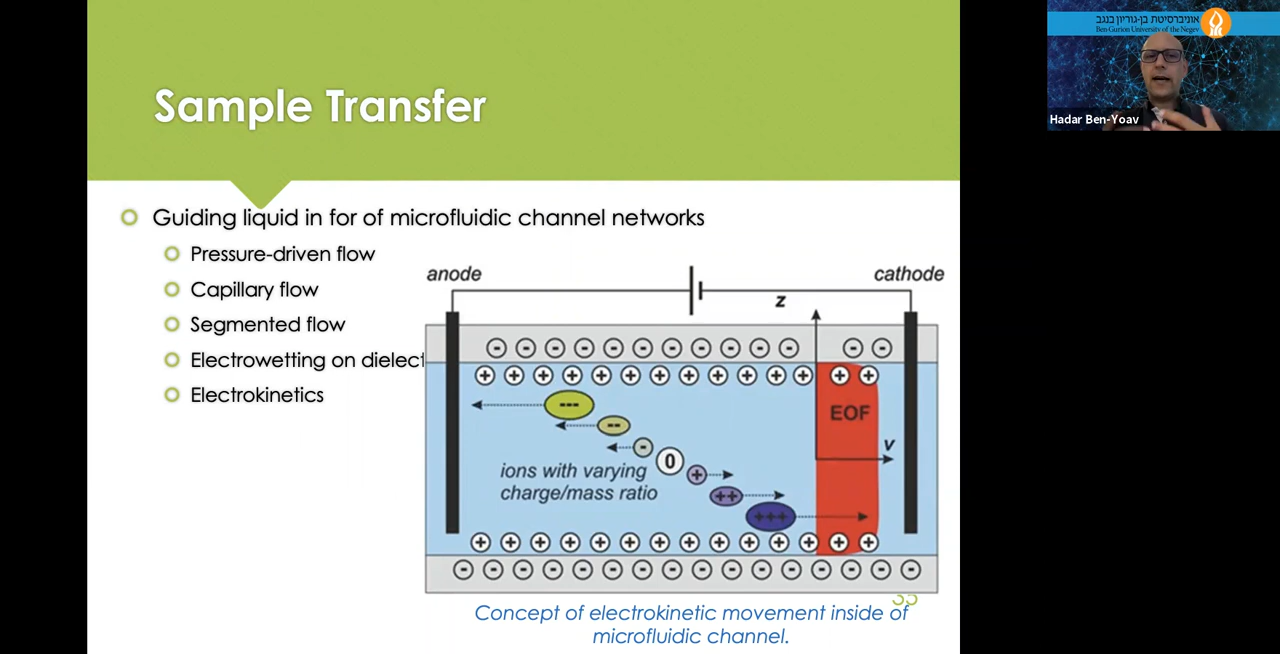 Sample Transfer
Guiding liquid in for of microfluidic channel networks
Pressure-driven flow
Capillary flow
Segmented flow
Electrowetting on dielect
Electrokinetics
anode
cathode
z
EOF
v
---
--
-
0
+
++
+++
ions with varying
charge/mass ratio
35
Concept of electrokinetic movement inside of
microfluidic channel.
אוניברסיטת בן-גוריון בנגב
Ben-Gurion University of the Negev
Hadar Ben-Yoav